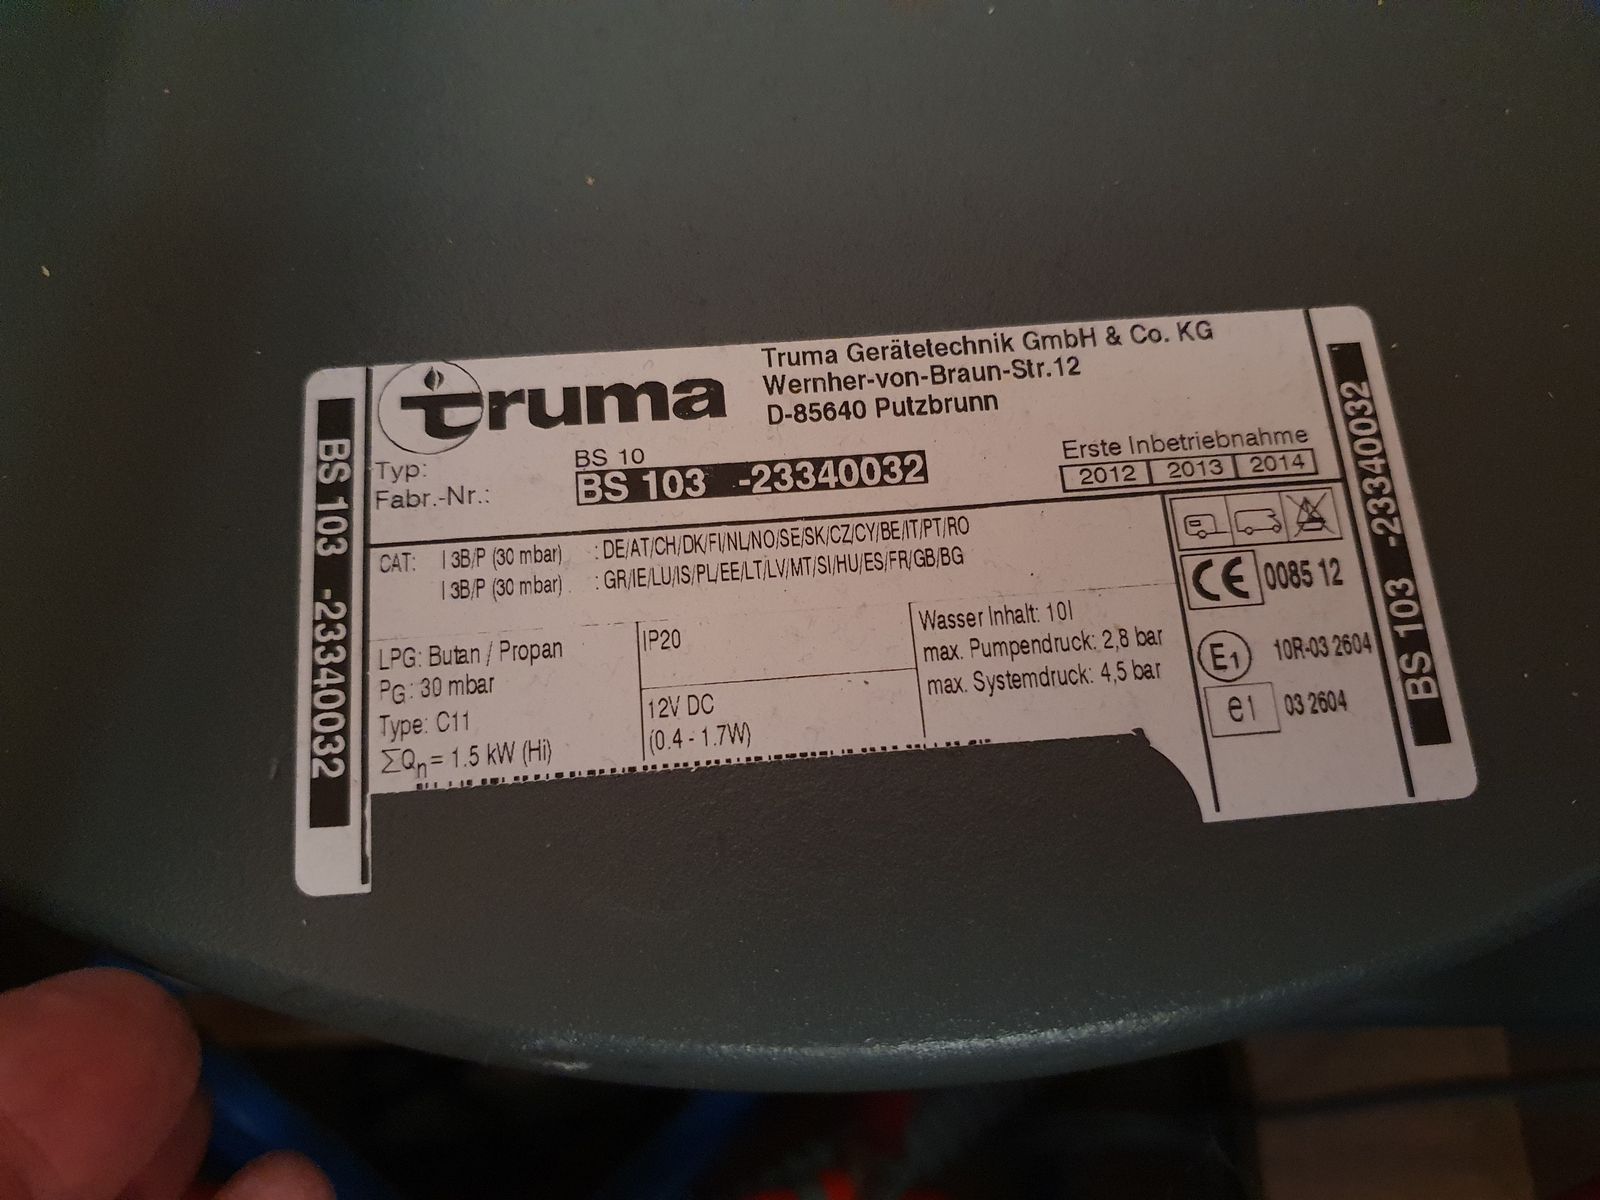 truma
Truma Gerätetechnik GmbH & Co. KG
Wernher-von-Braun-Str.12
D-85640 Putzbrunn
Typ: BS 10
Fabr.-Nr.: BS 103 -23340032
Erste Inbetriebnahme
2012 2013 2014
CAT: I 3B/P (30 mbar) : DE/AT/CH/DK/FI/NL/NO/SE/SK/CZ/CY/BE/IT/PT/RO
I 3B/P (30 mbar) : GR/IE/LU/IS/PL/EE/LT/LV/MT/SI/HU/ES/FR/GB/BG
LPG: Butan / Propan
PG: 30 mbar
Type: C11
ΣQn= 1.5 kW (Hi)
IP20
12V DC
(0.4 - 1.7W)
Wasser Inhalt: 10l
max. Pumpendruck: 2,8 bar
max. Systemdruck: 4,5 bar
CE 0085 12
E1 10R-03 2604
e1 03 2604
BS 103 -23340032
BS 103 -23340032